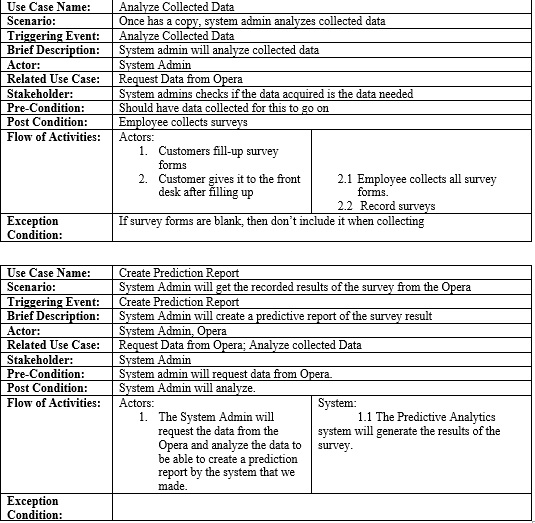 Use Case Name: Analyze Collected Data
Scenario: Once has a copy, system admin analyzes collected data
Triggering Event: Analyze Collected Data
Brief Description: System admin will analyze collected data
Actor: System Admin
Related Use Case: Request Data from Opera
Stakeholder: System admins checks if the data acquired is the data needed
Pre-Condition: Should have data collected for this to go on
Post Condition: Employee collects surveys
Flow of Activities: Actors:
1. Customers fill-up survey
forms
2. Customer gives it to the front
desk after filling up
2.1 Employee collects all survey
forms.
2.2 Record surveys
Exception
Condition:
If survey forms are blank, then don't include it when collecting
Use Case Name: Create Prediction Report
Scenario: System Admin will get the recorded results of the survey from the Opera
Triggering Event: Create Prediction Report
Brief Description: System Admin will create a predictive report of the survey result
Actor: System Admin, Opera
Related Use Case: Request Data from Opera; Analyze collected Data
Stakeholder: System Admin
Pre-Condition: System admin will request data from Opera.
Post Condition: System Admin will analyze.
Flow of Activities: Actors:
1. The System Admin will
request the data from the
Opera and analyze the data to
be able to create a prediction
report by the system that we
made.
System:
1.1 The Predictive Analytics
system will generate the results of the
survey.
Exception
Condition: